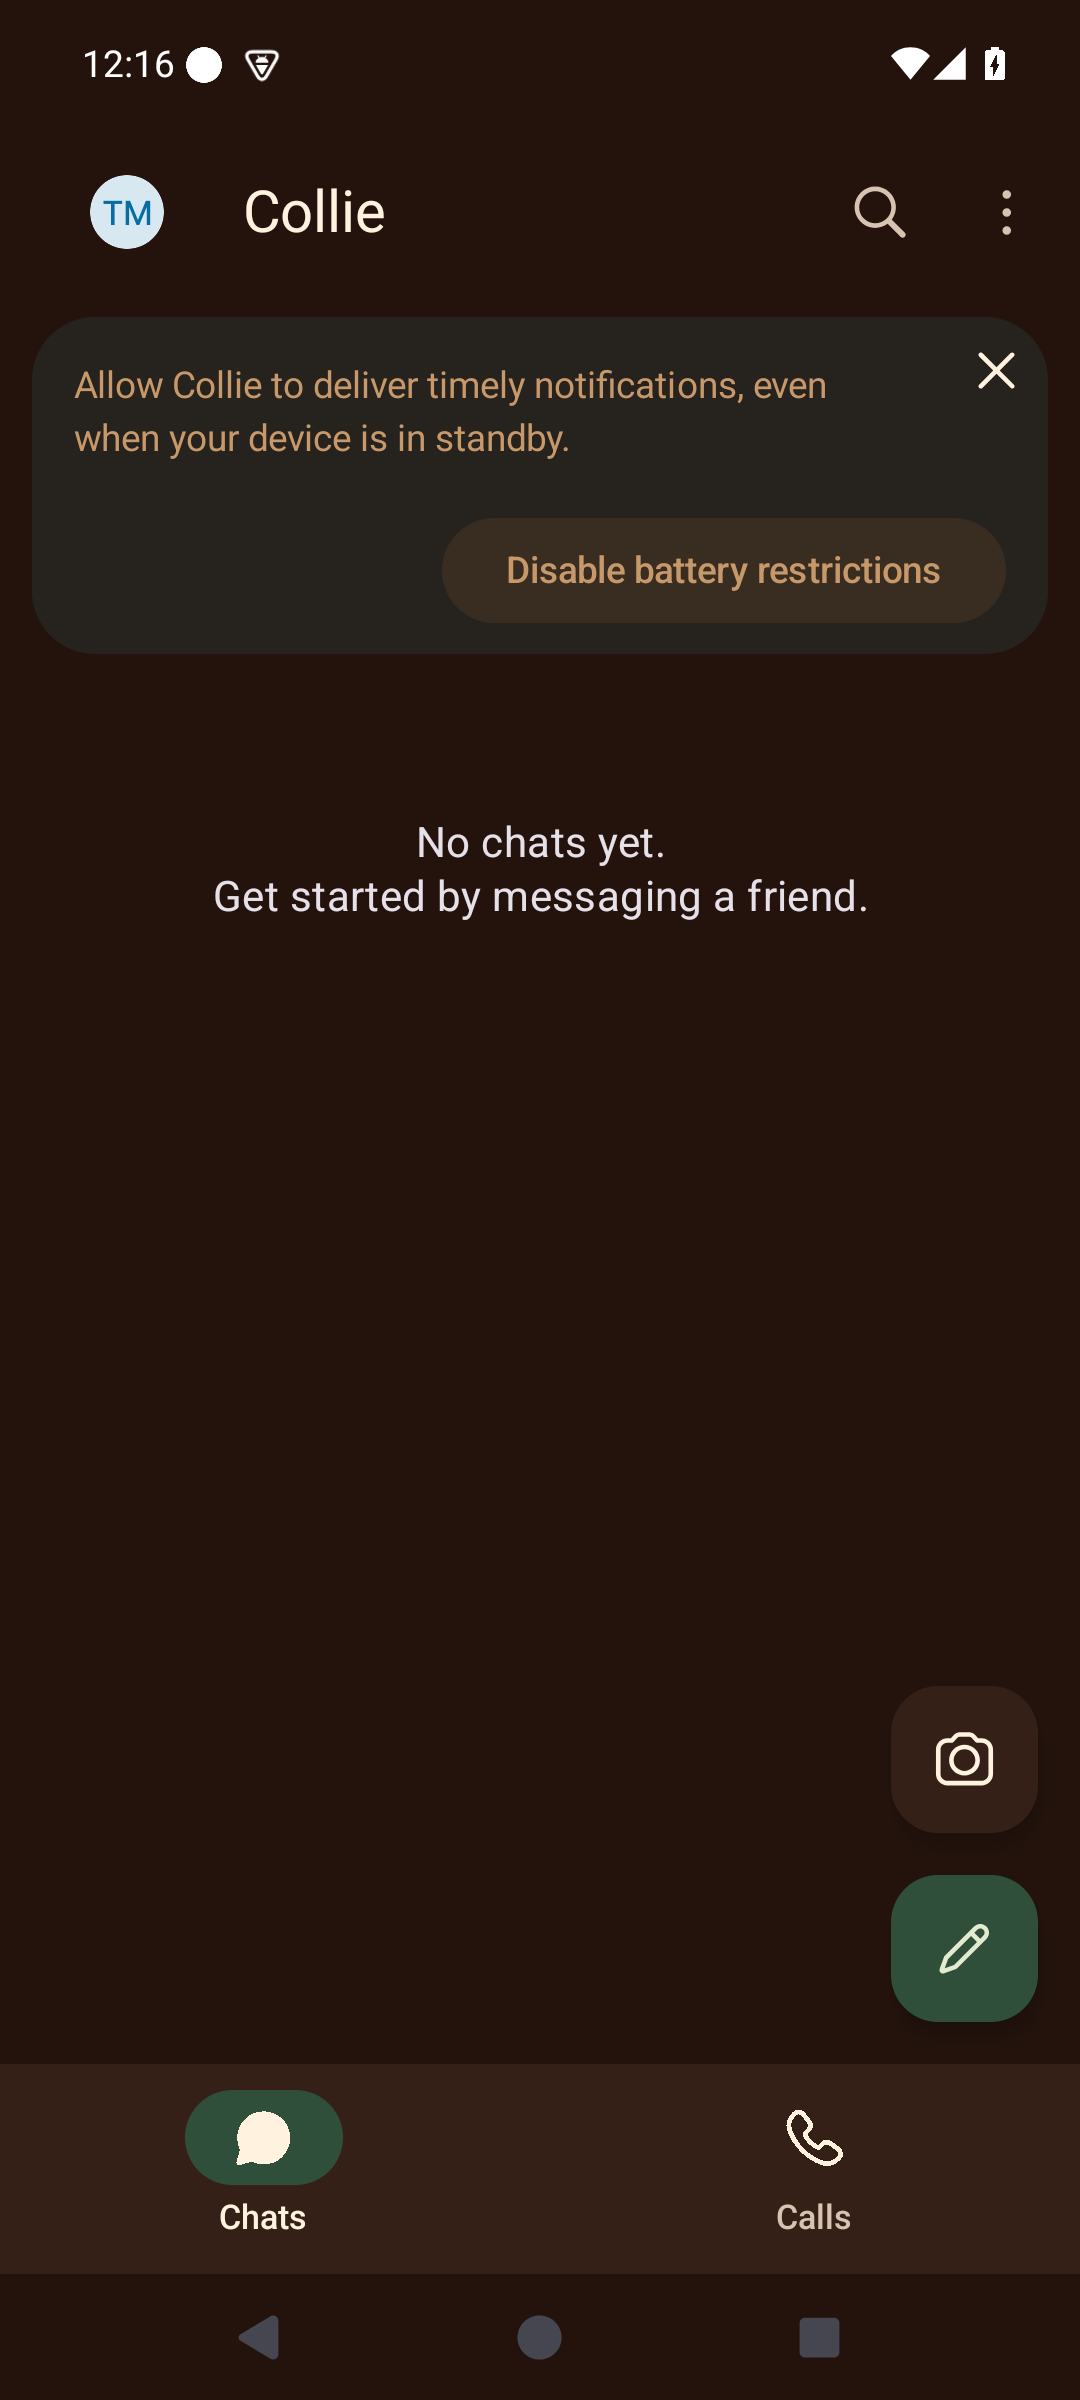 12:16
TM
Collie
Allow Collie to deliver timely notifications, even
when your device is in standby.
Disable battery restrictions
No chats yet.
Get started by messaging a friend.
Chats
Calls